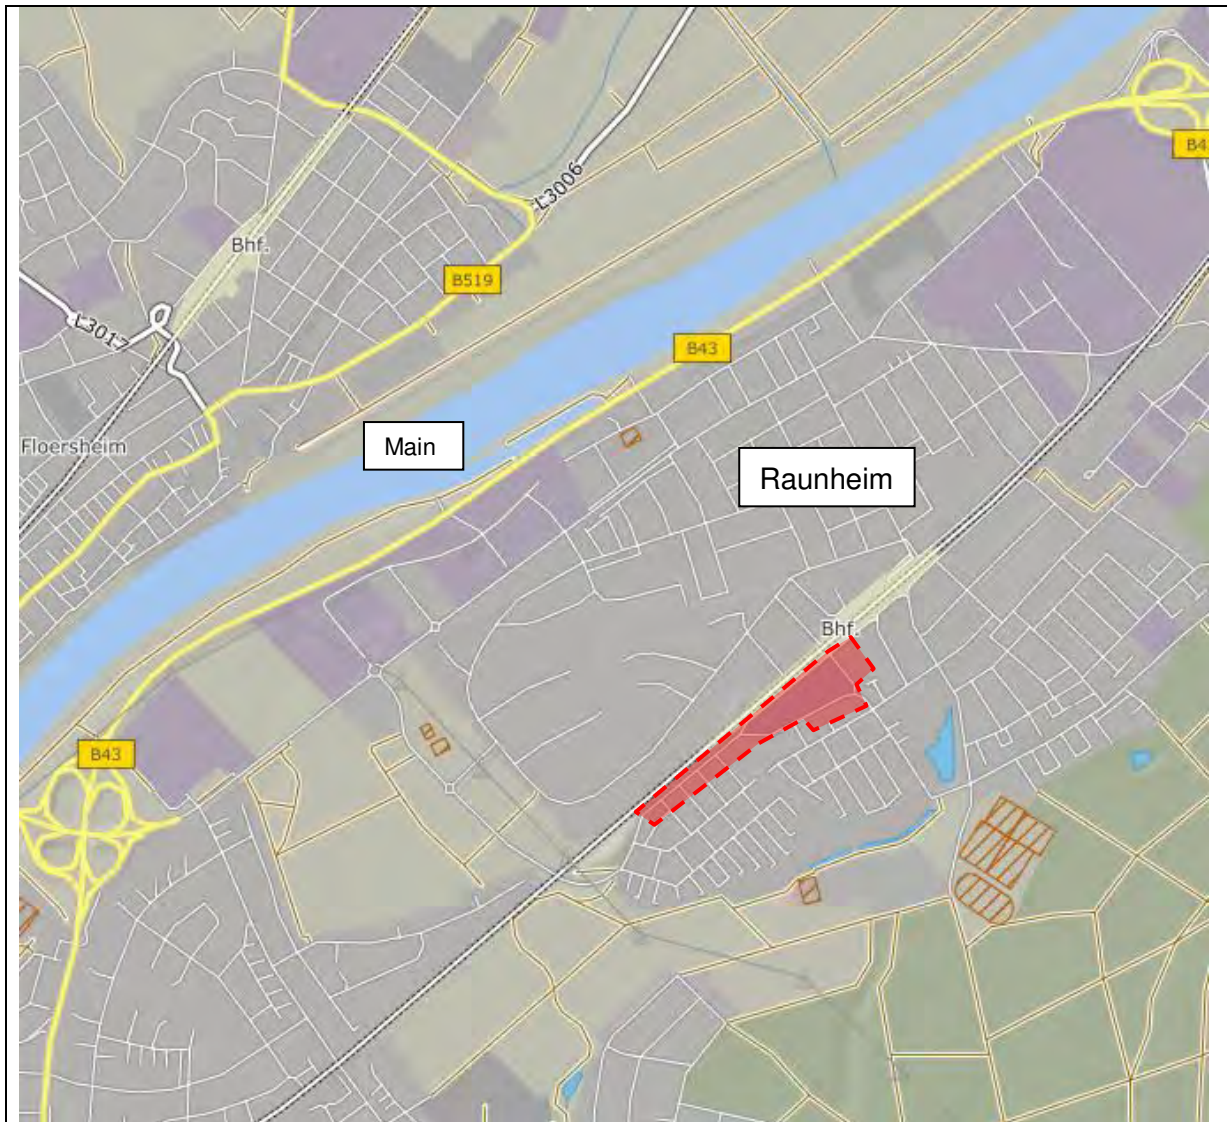 L3006
B4
Bhf.
B519
L3017
B43
Main
Floersheim
Raunheim
Bhf.
B43